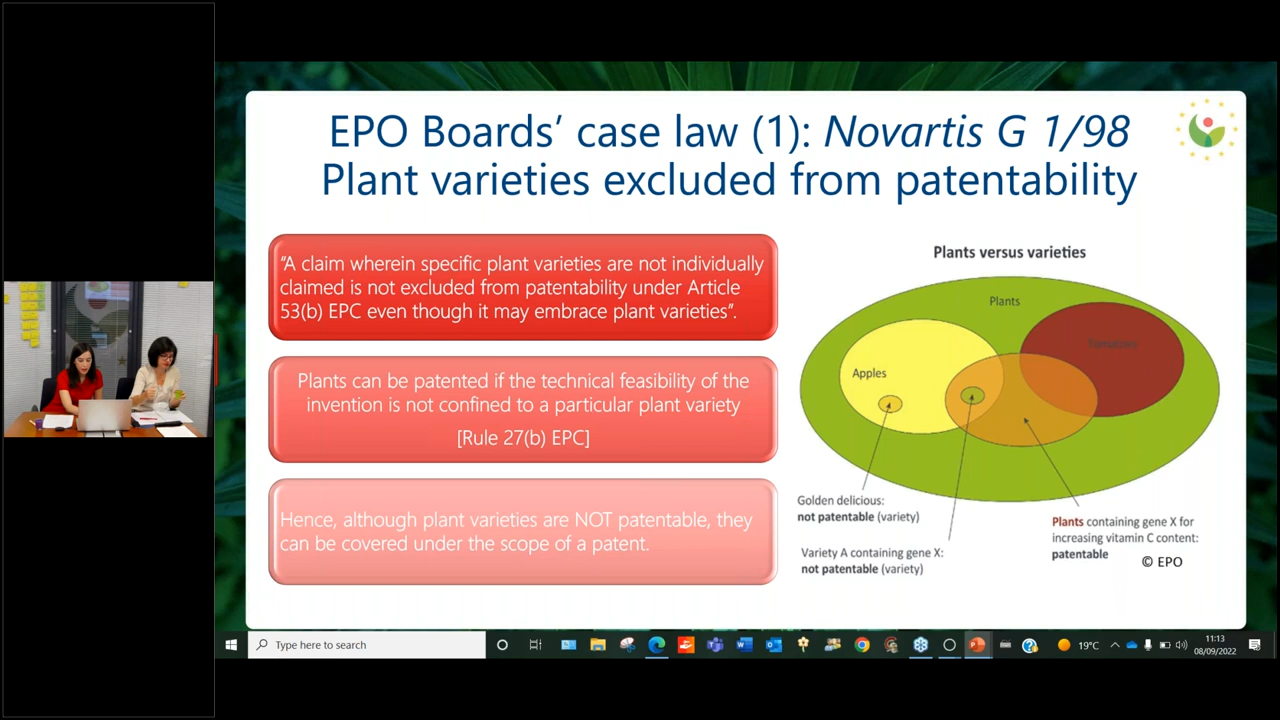 EPO Boards' case law (1): Novartis G 1/98
Plant varieties excluded from patentability
"A claim wherein specific plant varieties are not individually
claimed is not excluded from patentability under Article
53(b) EPC even though it may embrace plant varieties".
Plants can be patented if the technical feasibility of the
invention is not confined to a particular plant variety
[Rule 27(b) EPC]
Hence, although plant varieties are NOT patentable, they
can be covered under the scope of a patent.
Plants versus varieties
Plants
Tomatoes
Apples
Golden delicious:
not patentable (variety)
Variety A containing gene X:
not patentable (variety)
Plants containing gene X for
increasing vitamin C content:
patentable
© EPO
Type here to search
19°C
11:13
08/09/2022